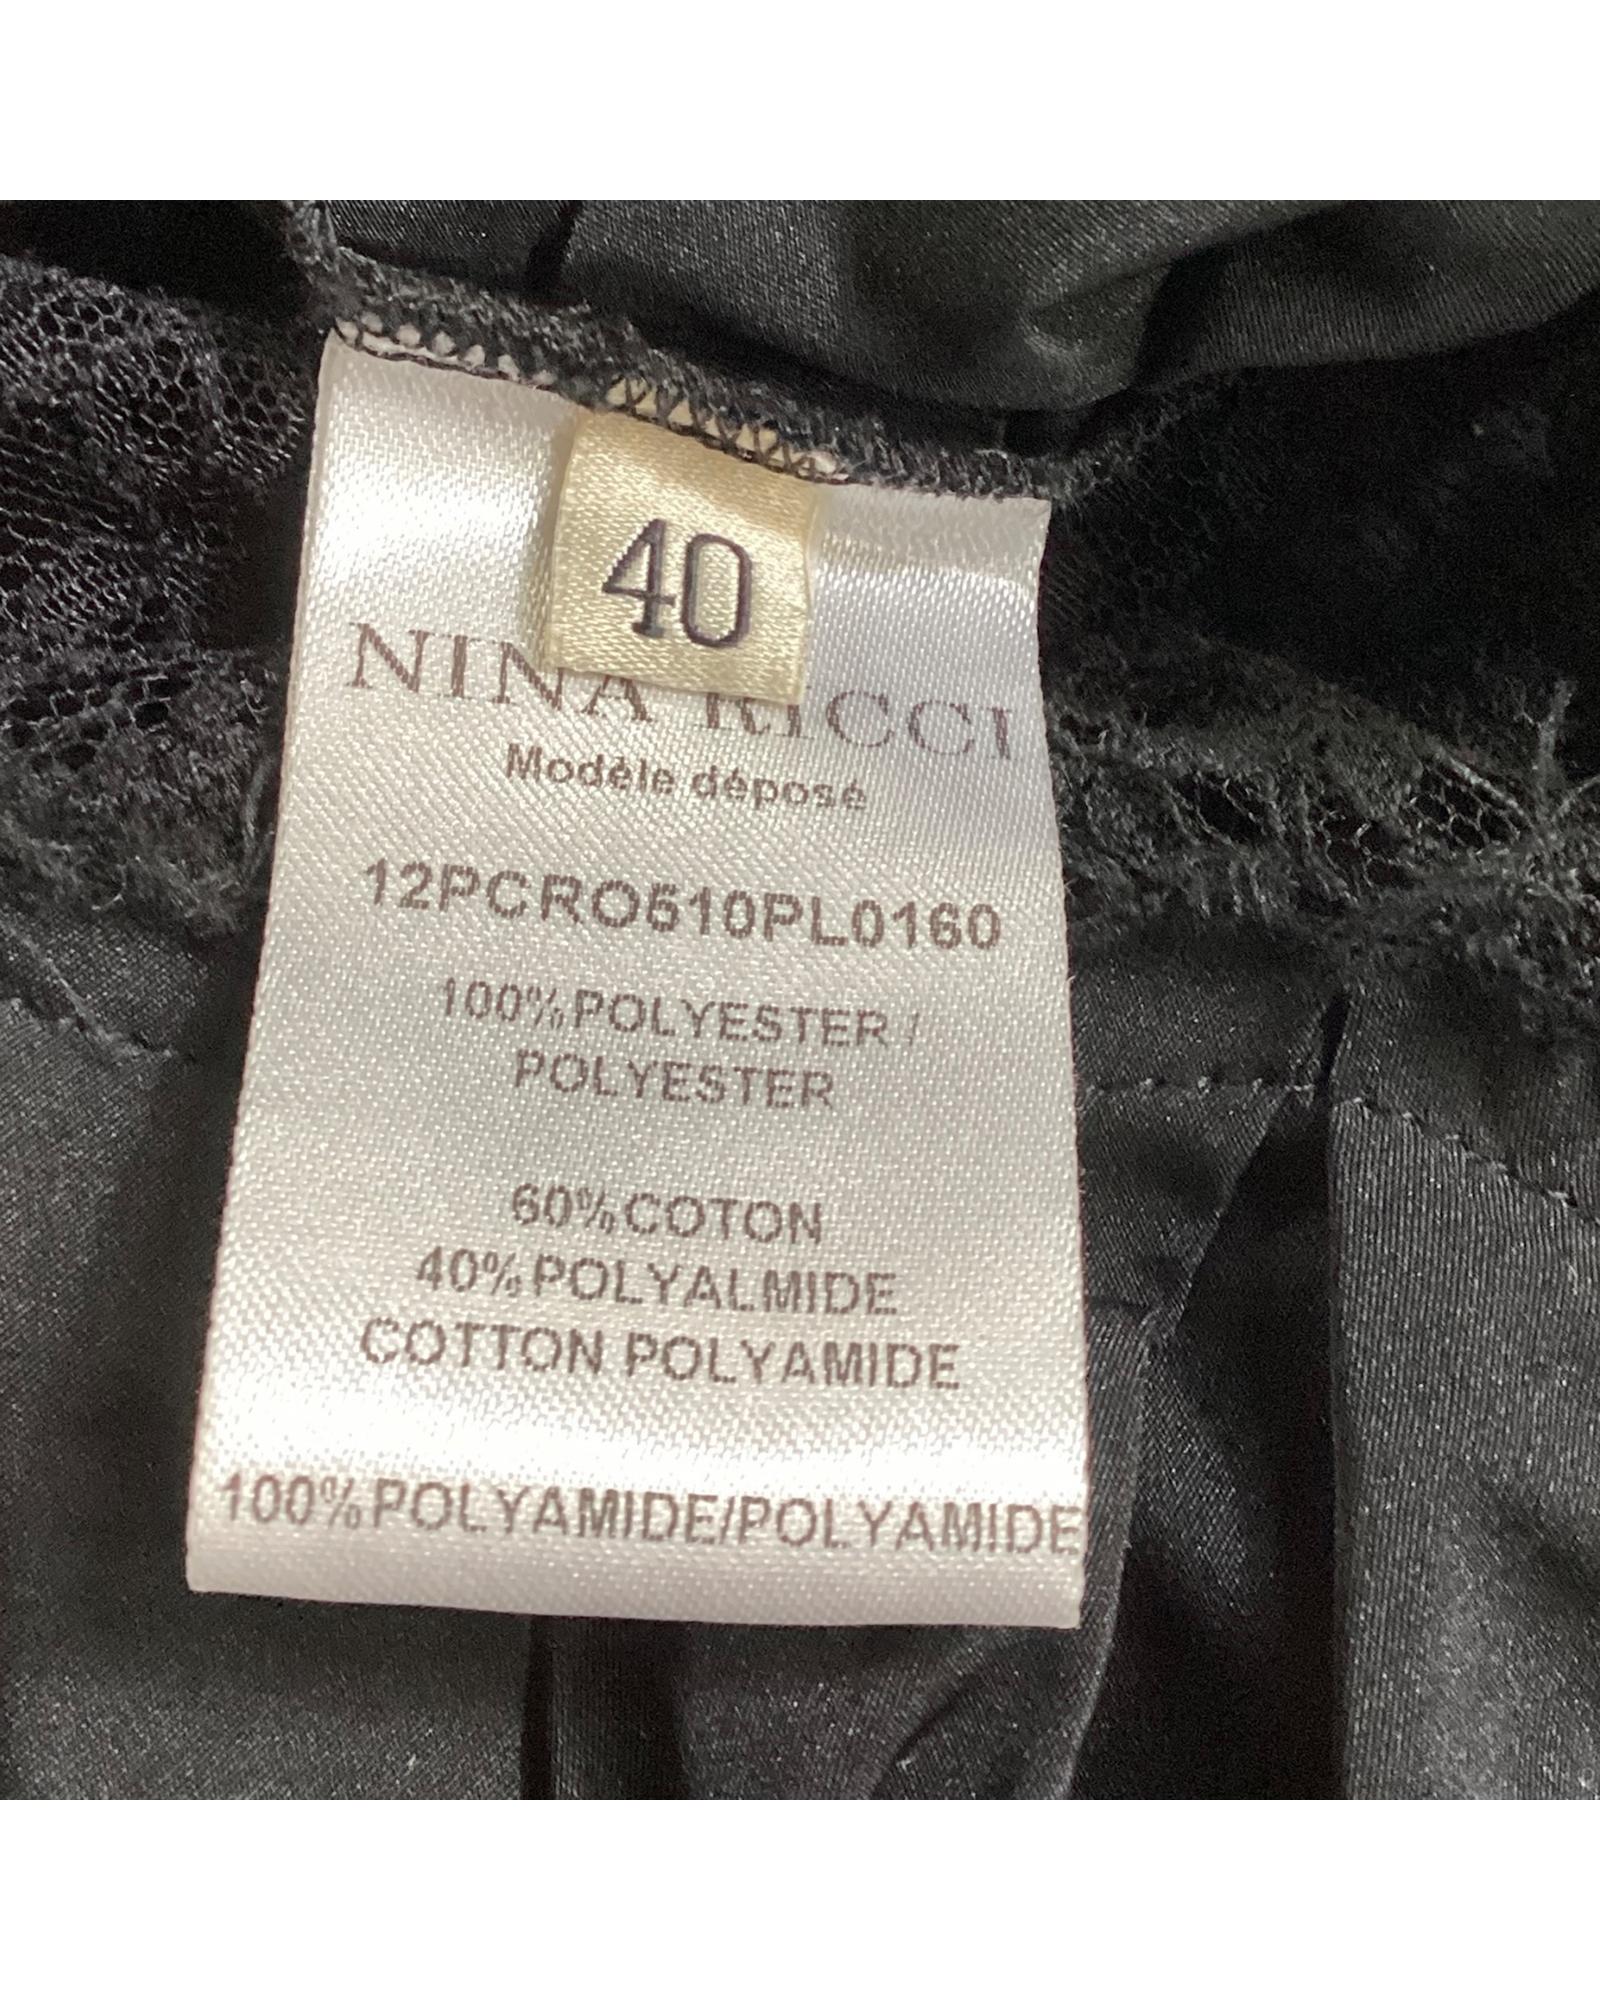 40
NINA RICCI
Modèle déposé
12PCRO510PL0160
100%POLYESTER /
POLYESTER
60%COTON
40%POLYALMIDE
COTTON POLYAMIDE
100%POLYAMIDE/POLYAMIDE